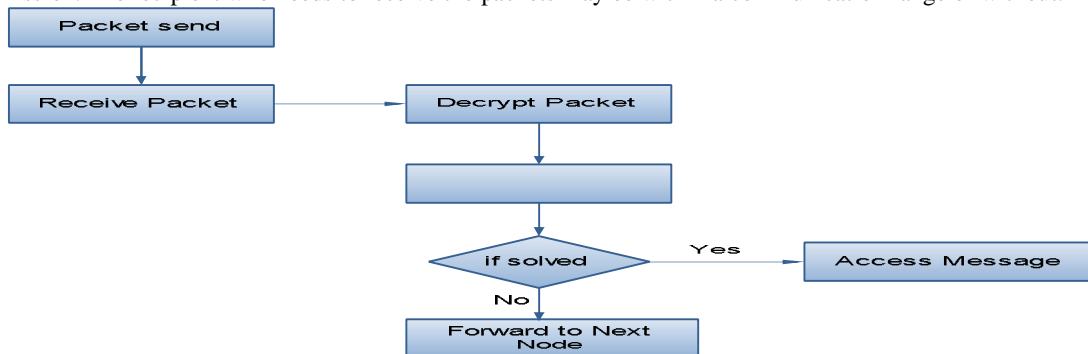 Packet send
Receive Packet
Decrypt Packet
if solved
Yes
Access Message
No
Forward to Next
Node